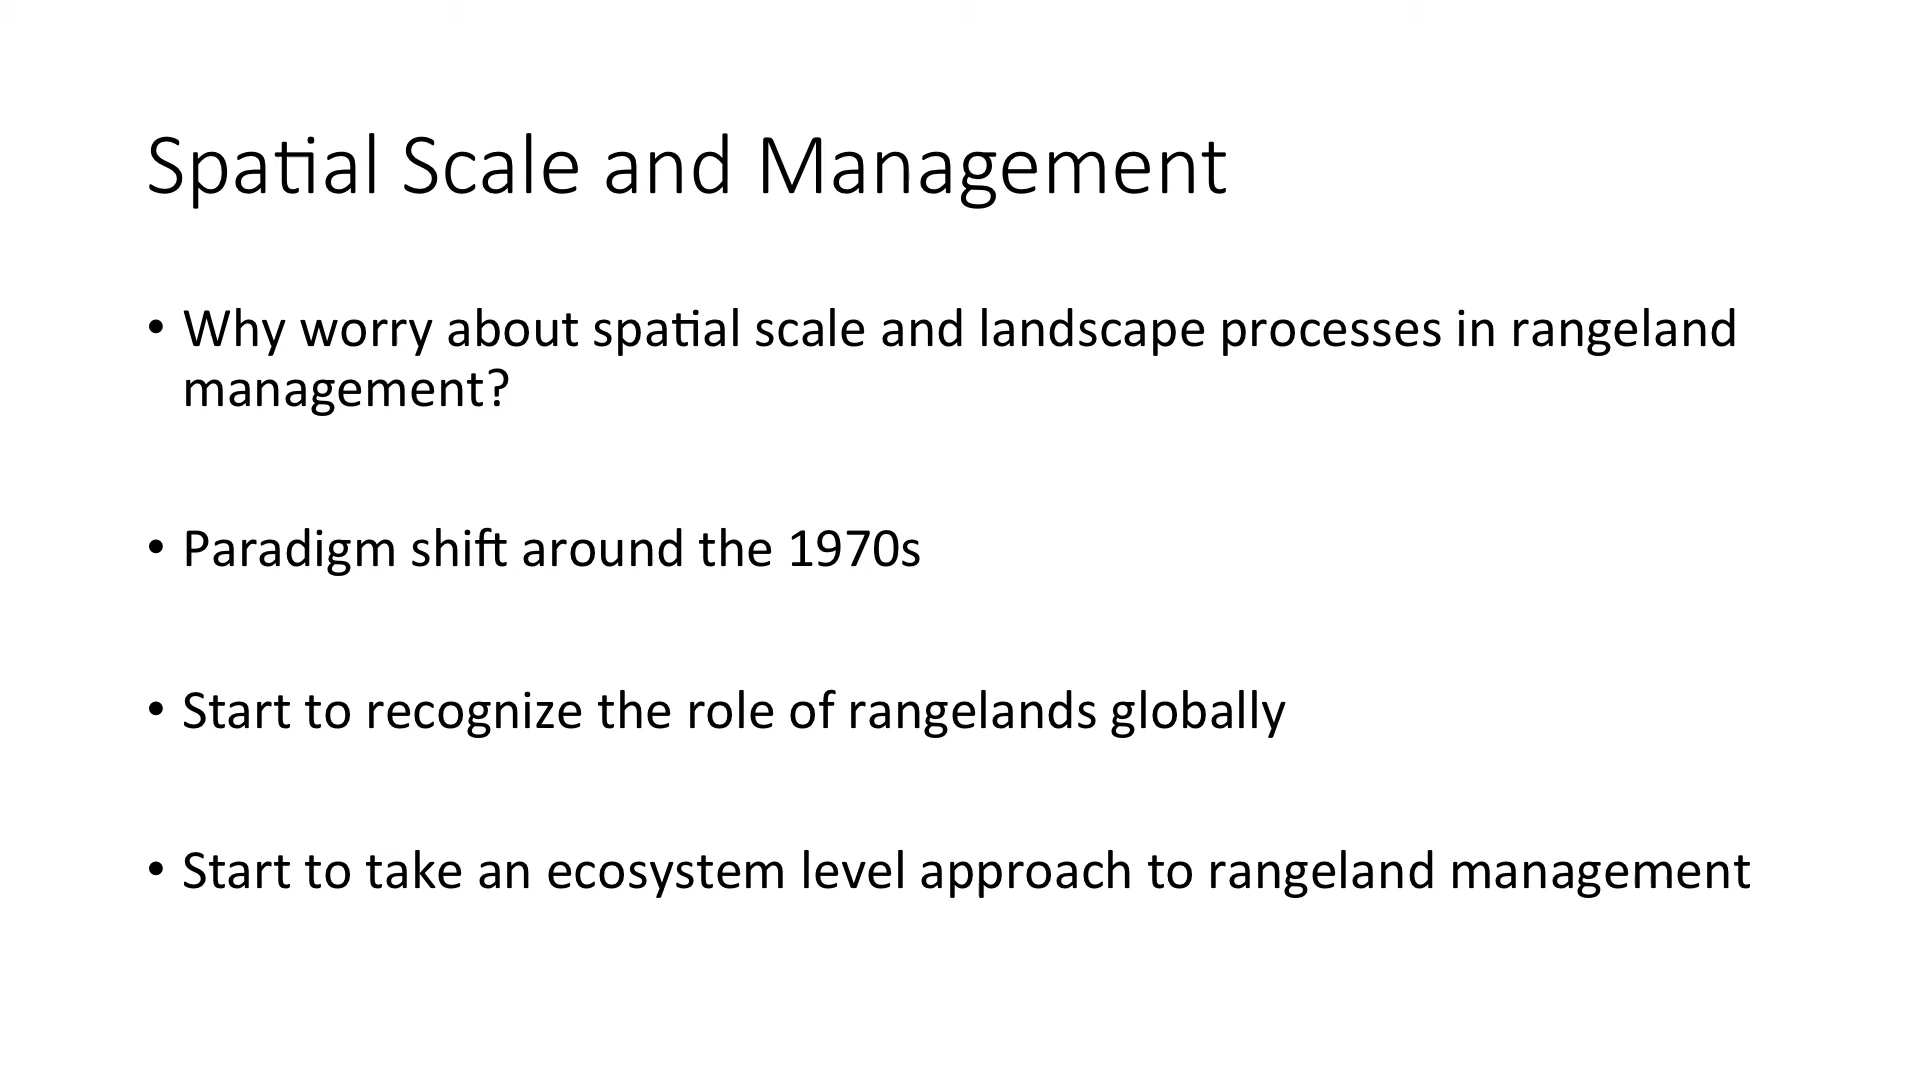 Spatial Scale and Management
• Why worry about spatial scale and landscape processes in rangeland
management?
• Paradigm shift around the 1970s
• Start to recognize the role of rangelands globally
• Start to take an ecosystem level approach to rangeland management